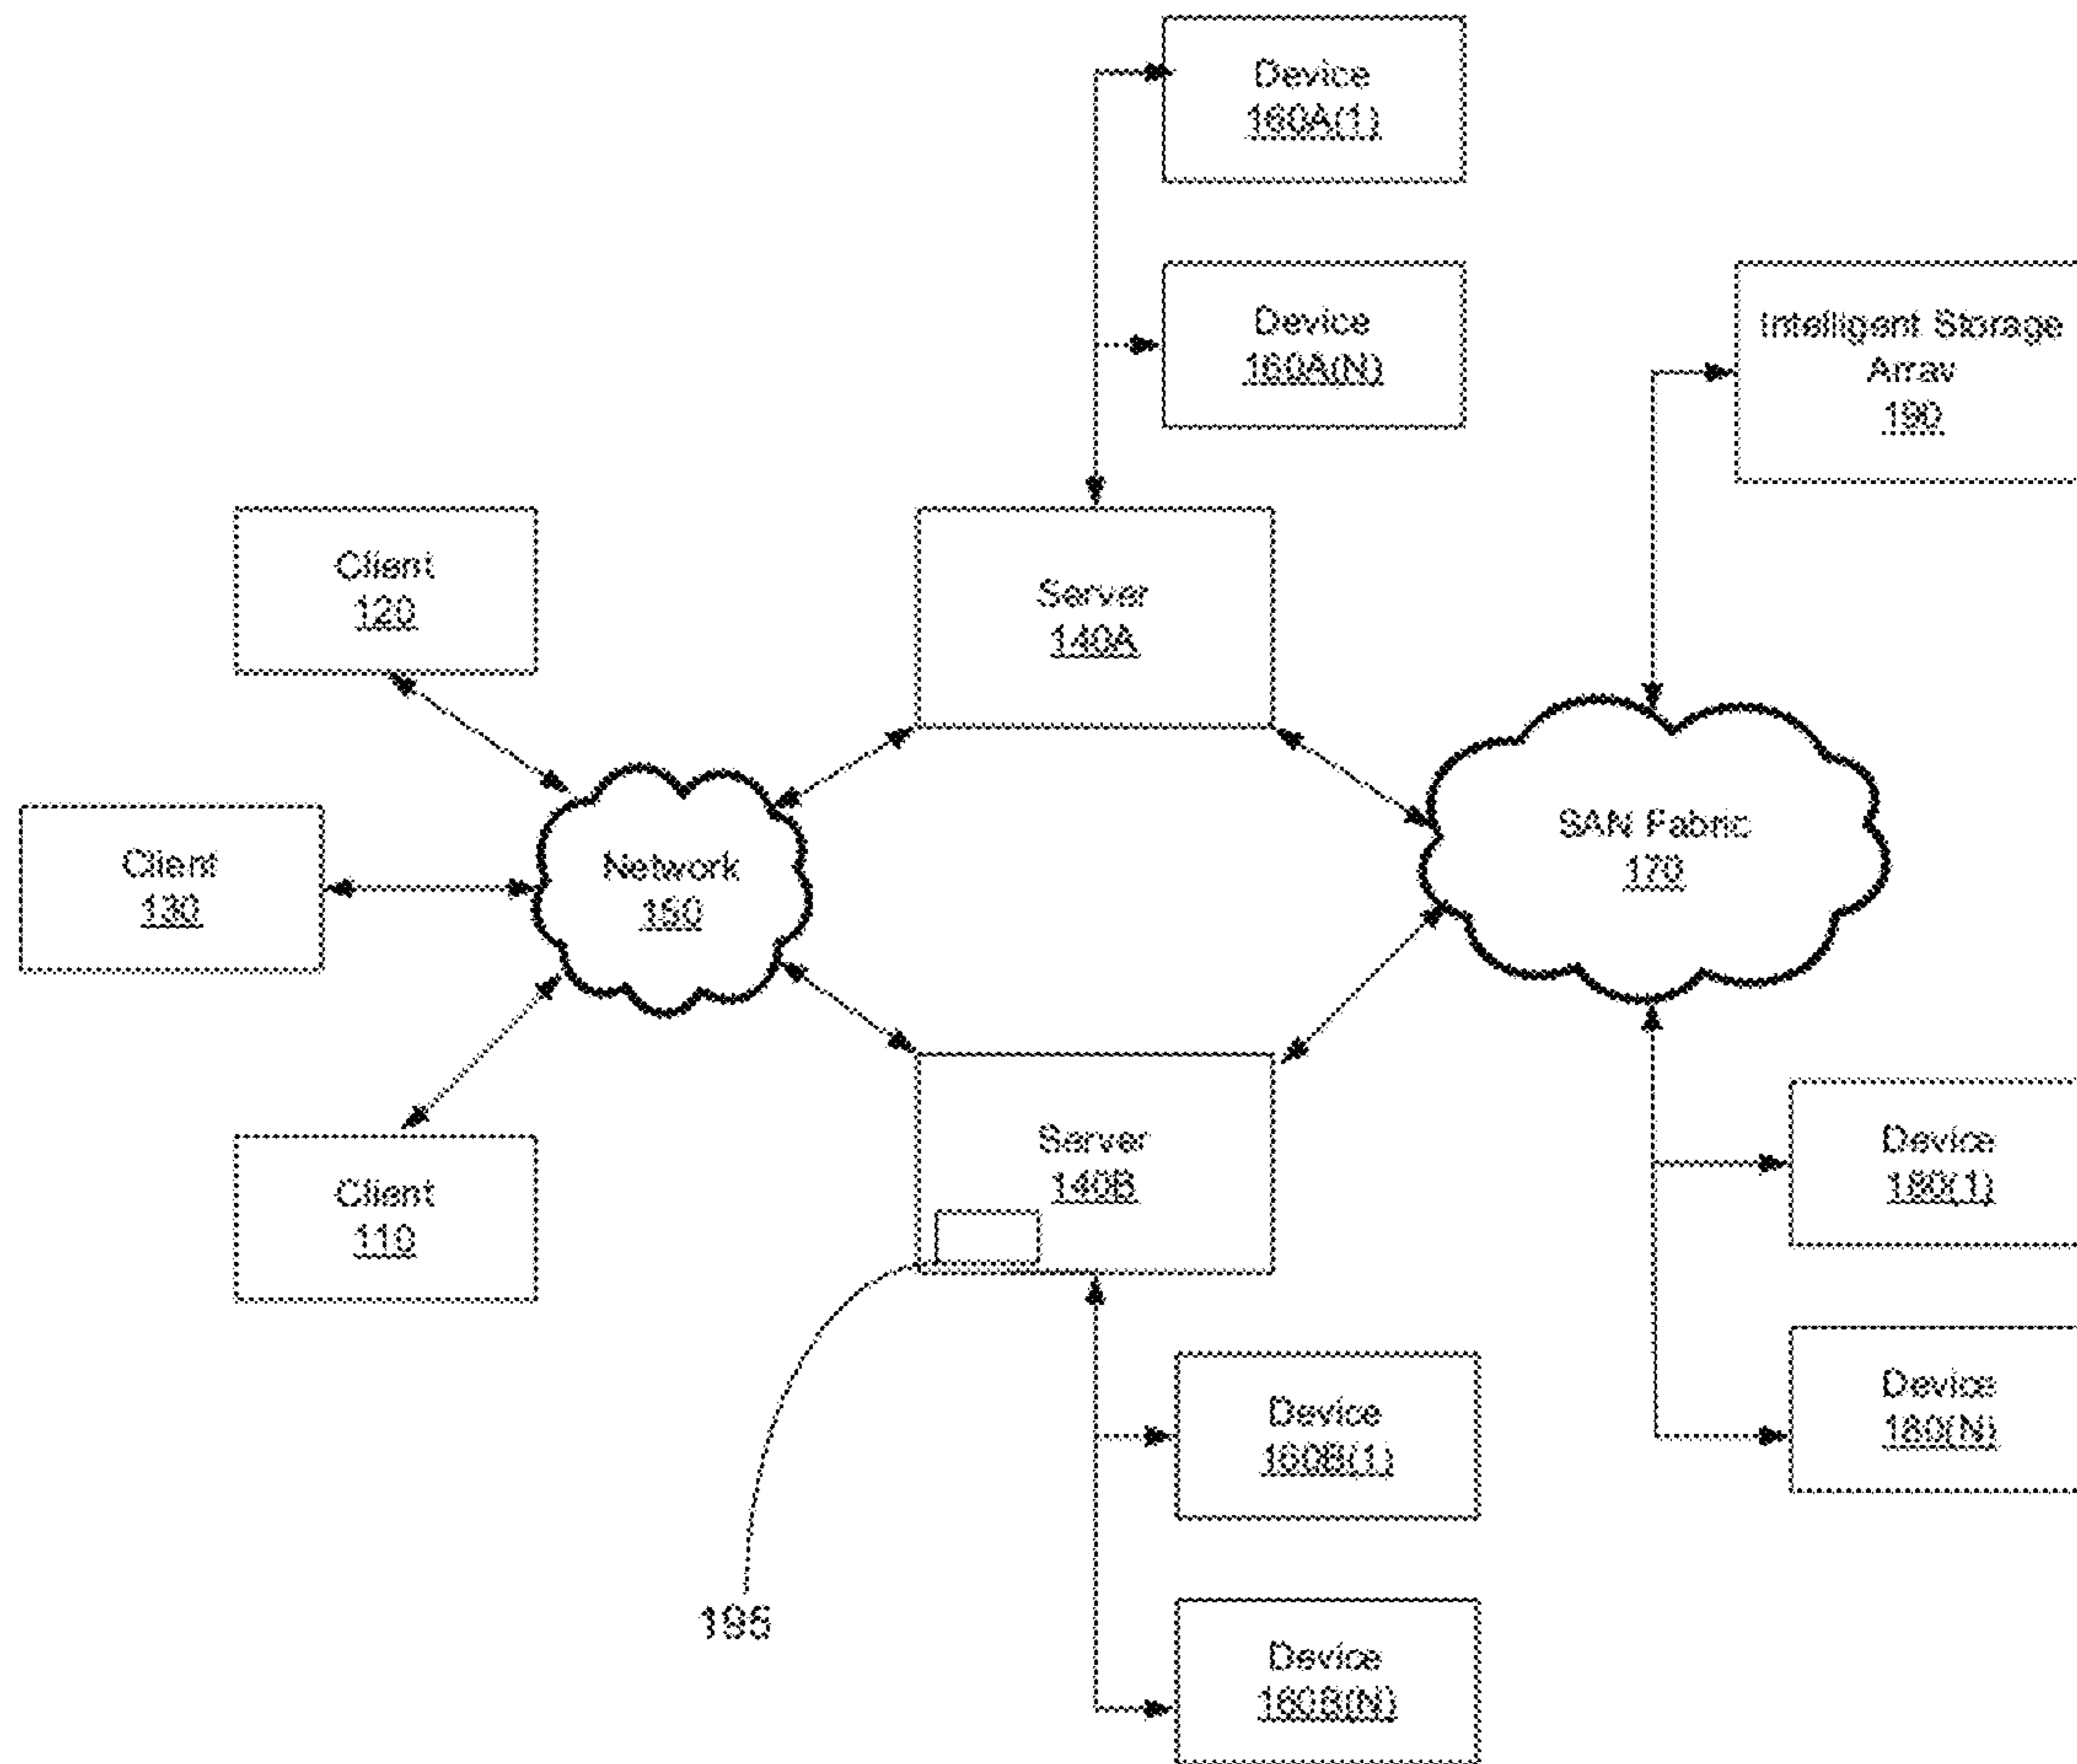 Device
160A(1)
Device
160A(N)
Intelligent Storage
Array
190
Client
120
Server
140A
SAN Fabric
170
Client
130
Network
150
Server
140B
Device
180(1)
Client
110
Device
160B(1)
Device
180(N)
195
Device
160B(N)